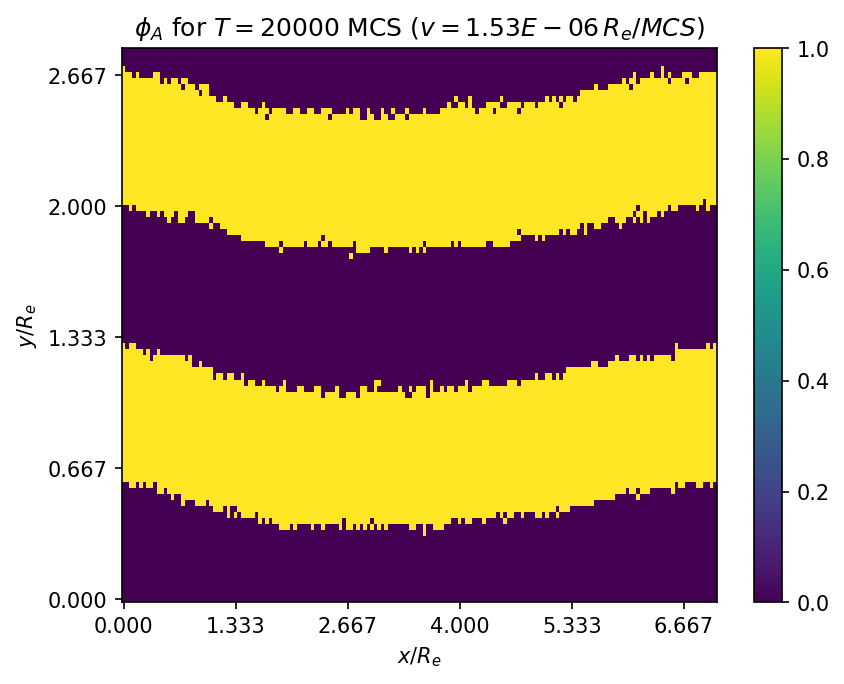 ϕ_A for T = 20000 MCS (v = 1.53E − 06 R_e/MCS)
2.667
2.000
1.333
0.667
0.000
y/R_e
0.000 1.333 2.667 4.000 5.333 6.667
x/R_e
1.0
0.8
0.6
0.4
0.2
0.0